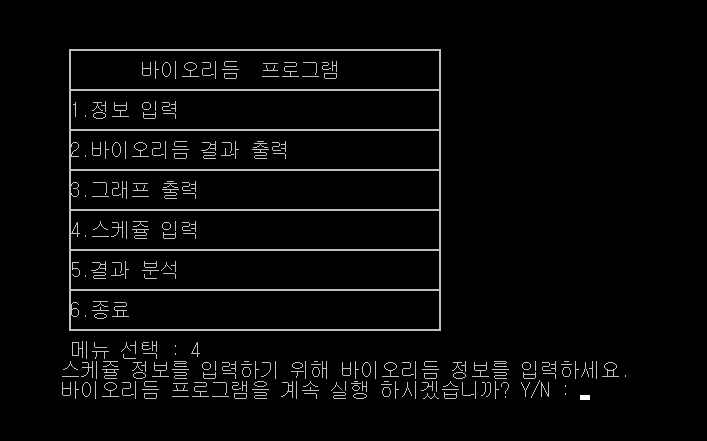 바이오리듬  프로그램
1.정보 입력
2.바이오리듬 결과 출력
3.그래프 출력
4.스케쥴 입력
5.결과 분석
6.종료
메뉴 선택 : 4
스케쥴 정보를 입력하기 위해 바이오리듬 정보를 입력하세요.
바이오리듬 프로그램을 계속 실행 하시겠습니까? Y/N :